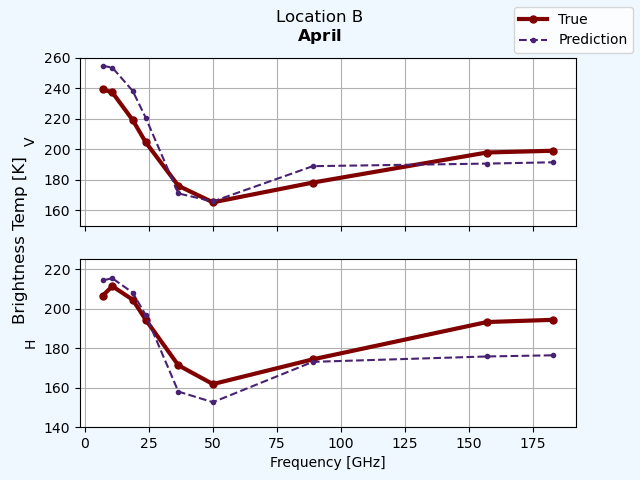 Location B
April
True
Prediction
Brightness Temp [K]
V
260
240
220
200
180
160
H
220
200
180
160
140
0 25 50 75 100 125 150 175
Frequency [GHz]